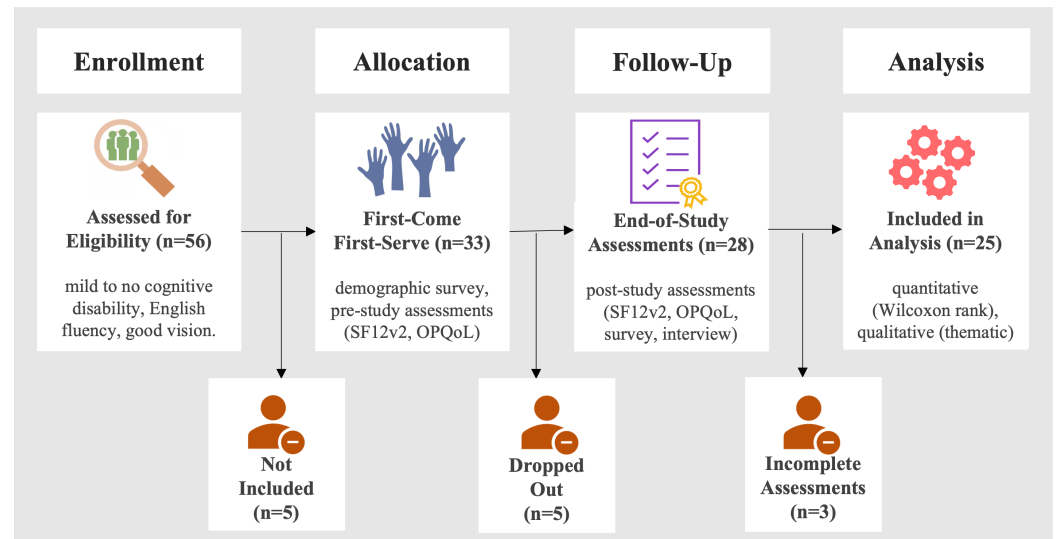 Enrollment
Allocation
Follow-Up
Analysis
Assessed for
Eligibility (n=56)
mild to no cognitive
disability, English
fluency, good vision.
First-Come
First-Serve (n=33)
demographic survey,
pre-study assessments
(SF12v2, OPQoL)
End-of-Study
Assessments (n=28)
post-study assessments
(SF12v2, OPQoL,
survey, interview)
Included in
Analysis (n=25)
quantitative
(Wilcoxon rank),
qualitative (thematic)
Not
Included
(n=5)
Dropped
Out
(n=5)
Incomplete
Assessments
(n=3)